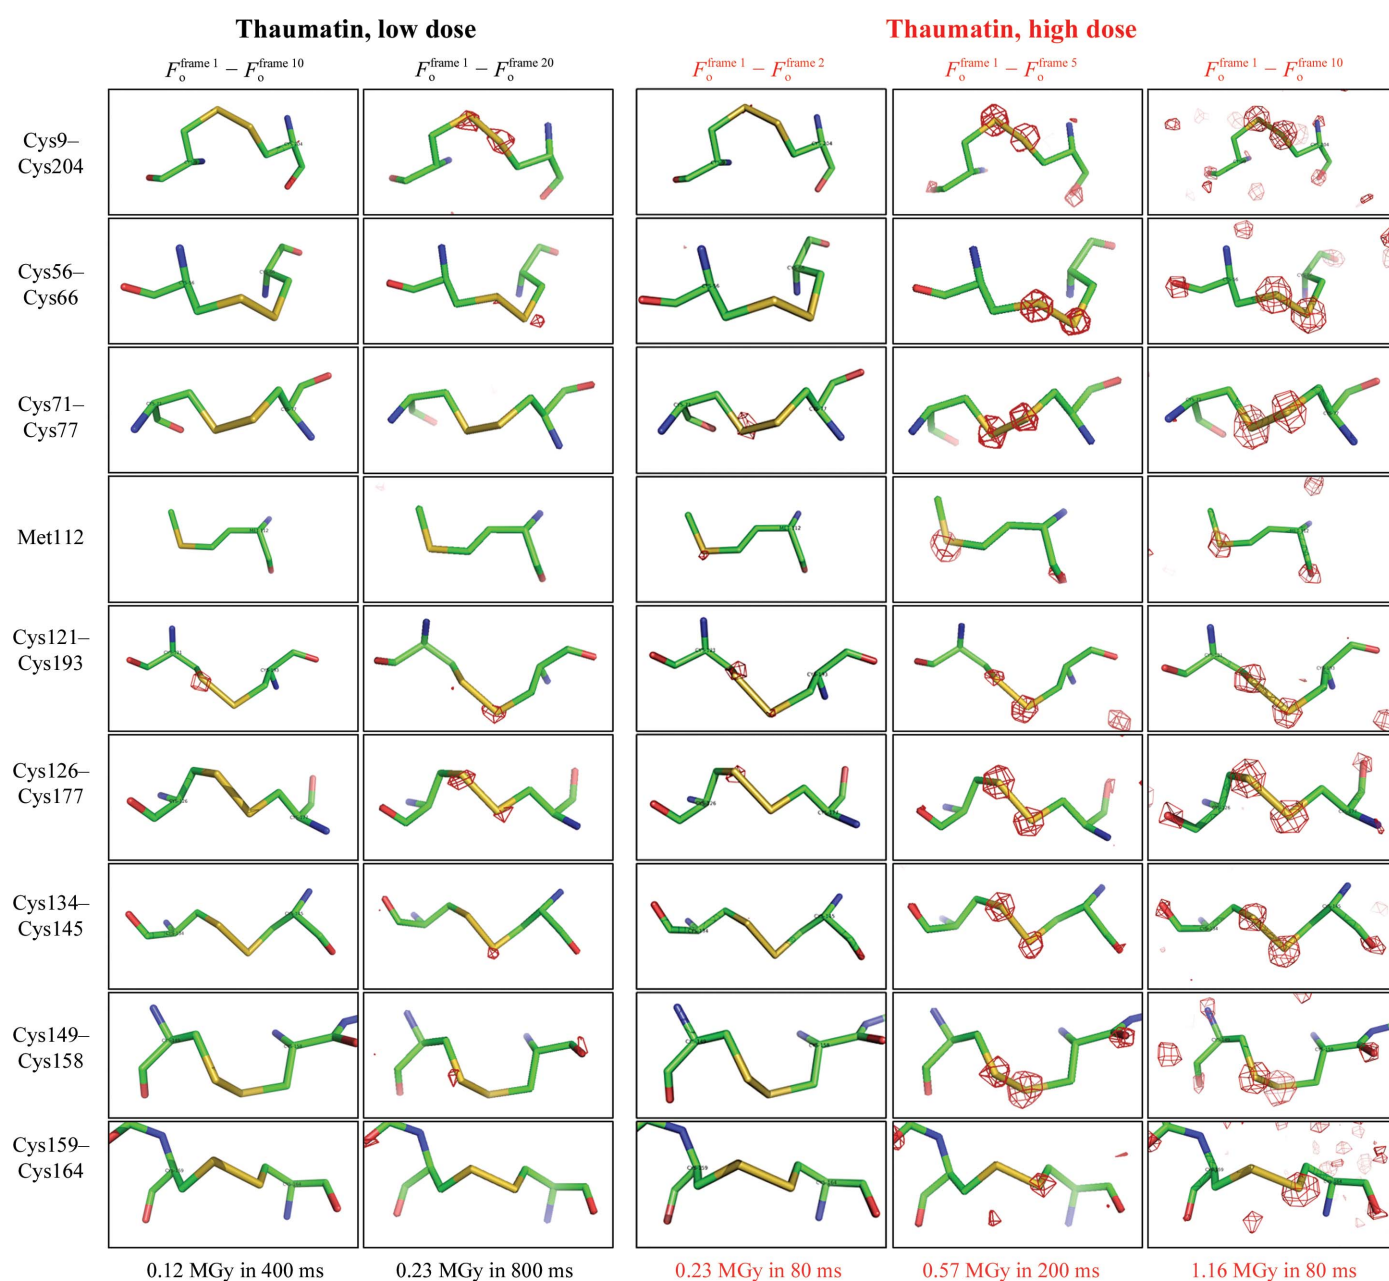 Thaumatin, low dose Thaumatin, high dose
F_o^frame 1 − F_o^frame 10 F_o^frame 1 − F_o^frame 20 F_o^frame 1 − F_o^frame 2 F_o^frame 1 − F_o^frame 5 F_o^frame 1 − F_o^frame 10
Cys9–
Cys204
Cys56–
Cys66
Cys71–
Cys77
Met112
Cys121–
Cys193
Cys126–
Cys177
Cys134–
Cys145
Cys149–
Cys158
Cys159–
Cys164
0.12 MGy in 400 ms 0.23 MGy in 800 ms 0.23 MGy in 80 ms 0.57 MGy in 200 ms 1.16 MGy in 80 ms